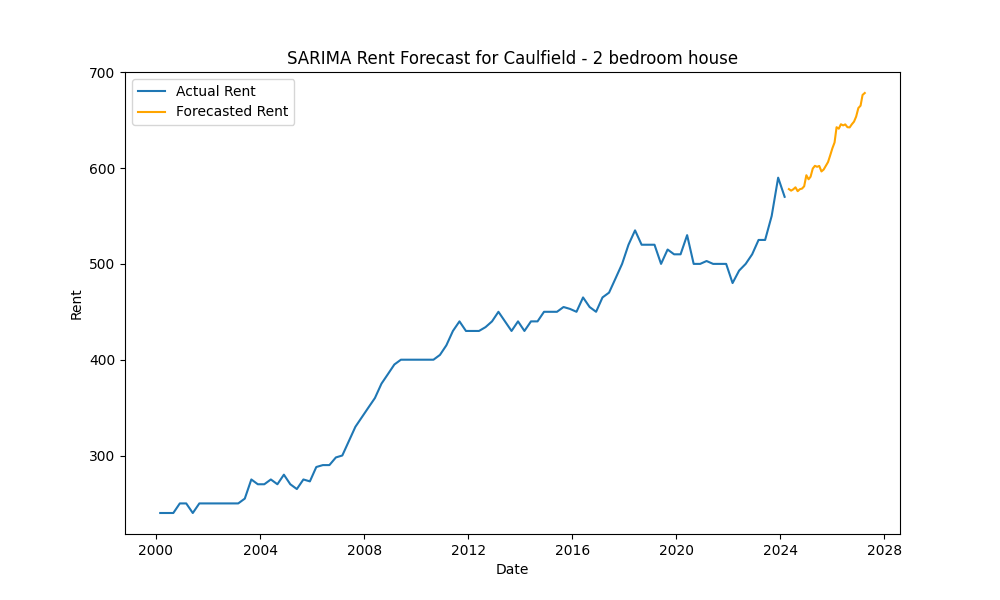 SARIMA Rent Forecast for Caulfield - 2 bedroom house
Actual Rent
Forecasted Rent
700
600
500
400
300
Rent
2000 2004 2008 2012 2016 2020 2024 2028
Date